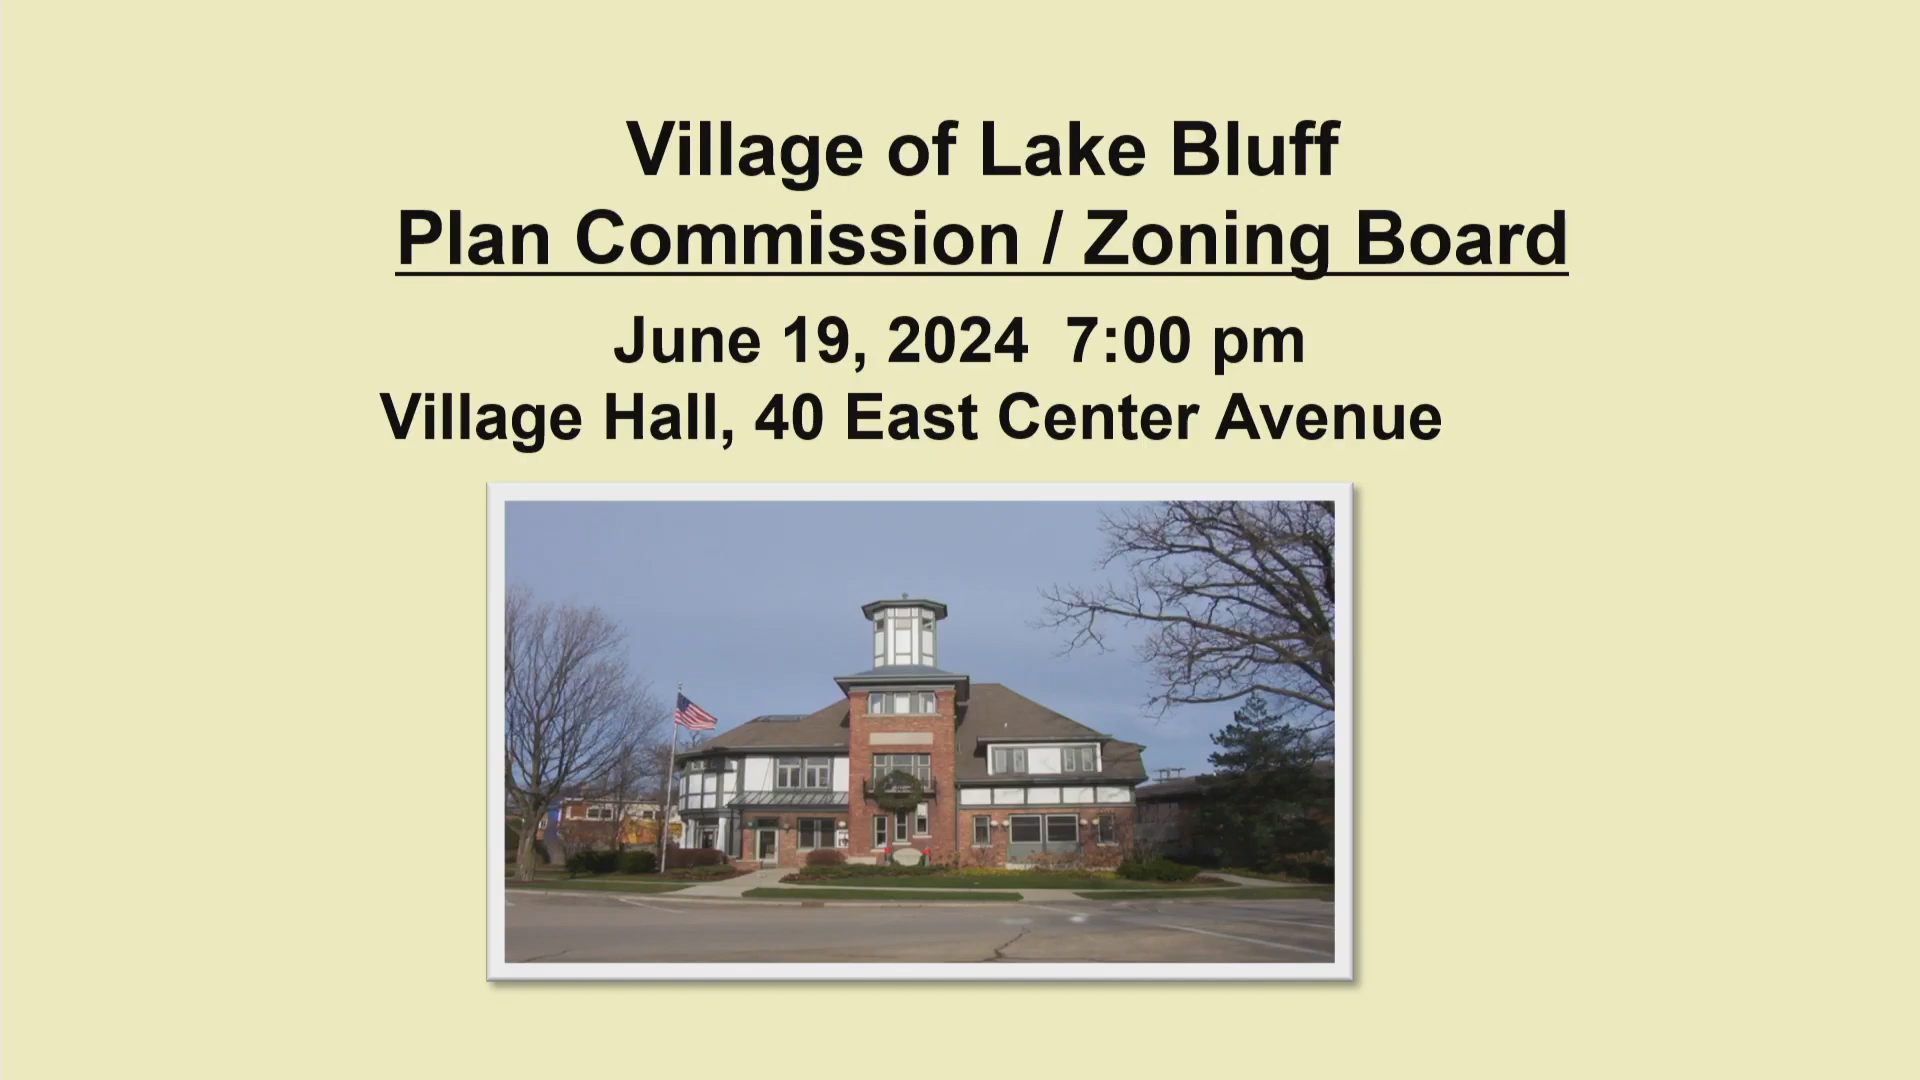 Village of Lake Bluff
Plan Commission / Zoning Board
June 19, 2024 7:00 pm
Village Hall, 40 East Center Avenue